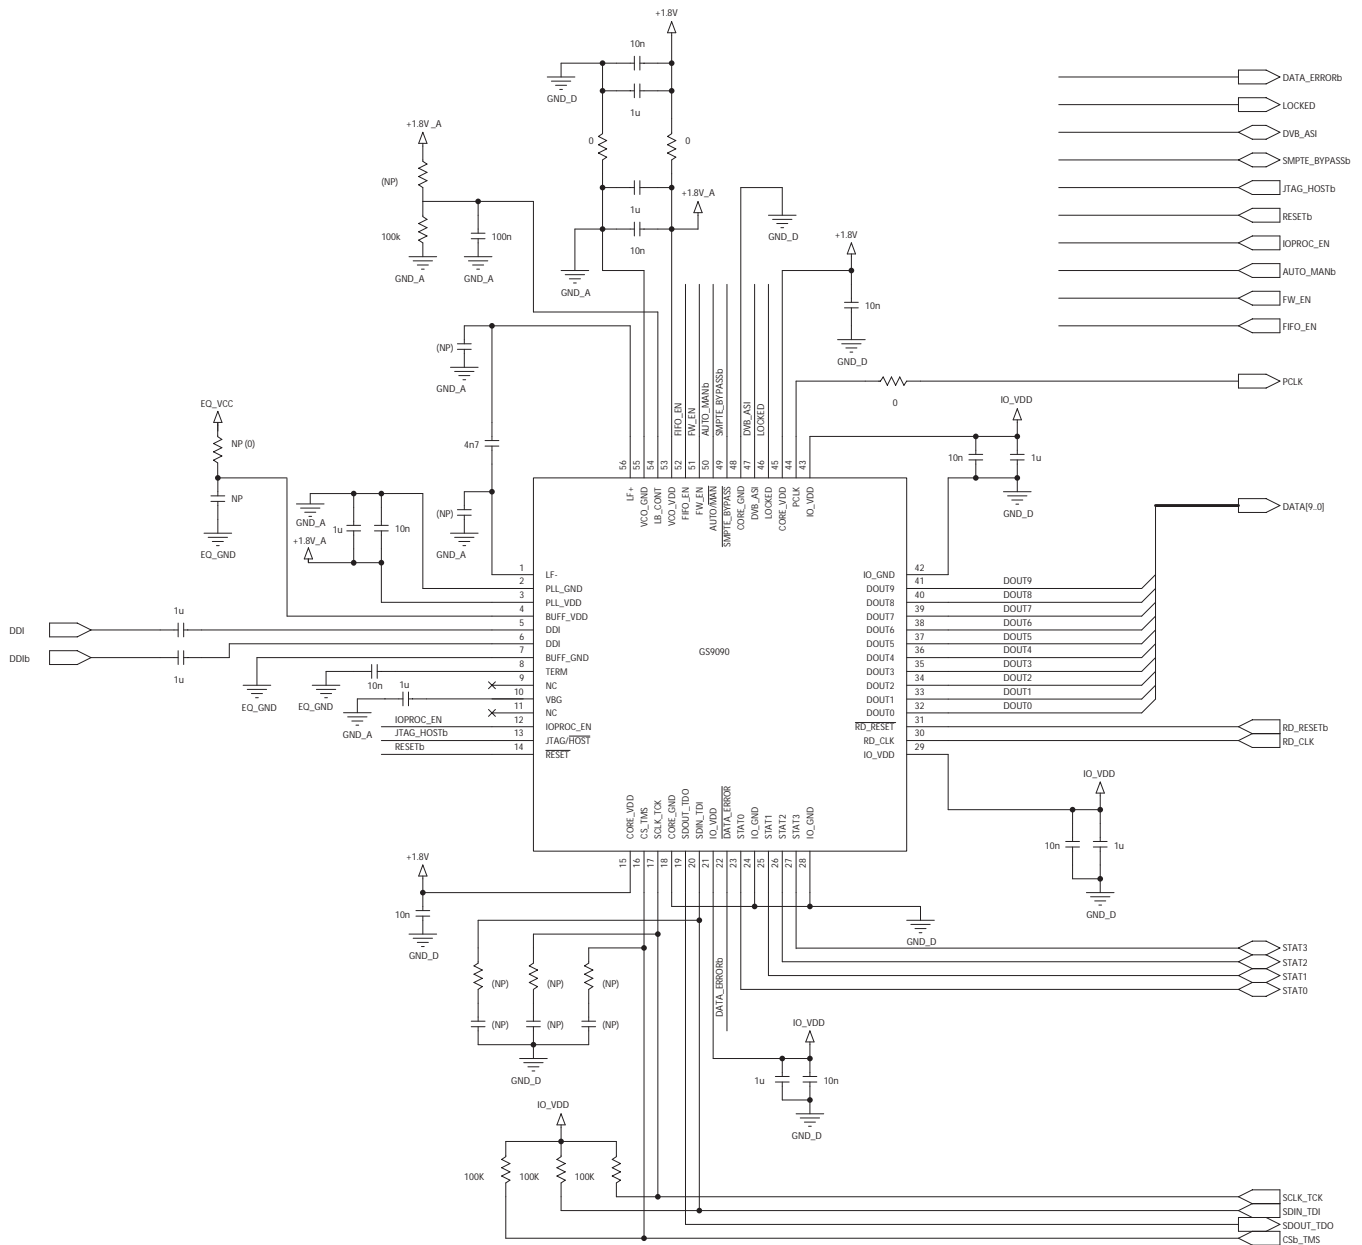 +1.8V
10n
GND_D
1u
DATA_ERRORb
LOCKED
DVB_ASI
SMPTE_BYPASSb
JTAG_HOSTb
RESETb
IOPROC_EN
AUTO_MANb
FW_EN
FIFO_EN
+1.8V_A
0
0
(NP)
100k
100n
GND_A
GND_A
1u
+1.8V_A
10n
GND_A
GND_D
+1.8V
10n
GND_D
(NP)
GND_A
FIFO_EN
FW_EN
AUTO_MANb
SMPTE_BYPASSb
DVB_ASI
LOCKED
0
PCLK
EQ_VCC
NP (0)
NP
EQ_GND
4n7
(NP)
GND_A
GND_A
1u
10n
+1.8V_A
IO_VDD
10n
1u
GND_D
56
55
54
53
52
51
50
49
48
47
46
45
44
43
LF+
VCO_GND
LB_CONT
VCO_VDD
FIFO_EN
FW_EN
AUTO/MAN
SMPTE_BYPASS
CORE_GND
DVB_ASI
LOCKED
CORE_VDD
PCLK
IO_VDD
DATA[9..0]
1
LF-
2
PLL_GND
3
PLL_VDD
4
BUFF_VDD
5
DDI
6
DDI
7
BUFF_GND
8
TERM
9
NC
10
VBG
11
NC
12
IOPROC_EN
13
JTAG/HOST
14
RESET
DDI
1u
DDIb
1u
EQ_GND
EQ_GND
10n
1u
GND_A
IOPROC_EN
JTAG_HOSTb
RESETb
GS9090
IO_GND
42
DOUT9
41
DOUT9
DOUT8
40
DOUT8
DOUT7
39
DOUT7
DOUT6
38
DOUT6
DOUT5
37
DOUT5
DOUT4
36
DOUT4
DOUT3
35
DOUT3
DOUT2
34
DOUT2
DOUT1
33
DOUT1
DOUT0
32
DOUT0
RD_RESET
31
RD_RESETb
RD_CLK
30
RD_CLK
IO_VDD
29
IO_VDD
10n
1u
GND_D
CORE_VDD
CS_TMS
SCLK_TCK
CORE_GND
SDOUT_TDO
SDIN_TDI
IO_VDD
DATA_ERROR
STAT0
IO_GND
STAT1
STAT2
STAT3
IO_GND
15
16
17
18
19
20
21
22
23
24
25
26
27
28
+1.8V
10n
GND_D
GND_D
(NP)
(NP)
(NP)
(NP)
(NP)
(NP)
GND_D
DATA_ERRORb
STAT3
STAT2
STAT1
STAT0
IO_VDD
1u
10n
GND_D
IO_VDD
100K
100K
100K
SCLK_TCK
SDIN_TDI
SDOUT_TDO
CSb_TMS